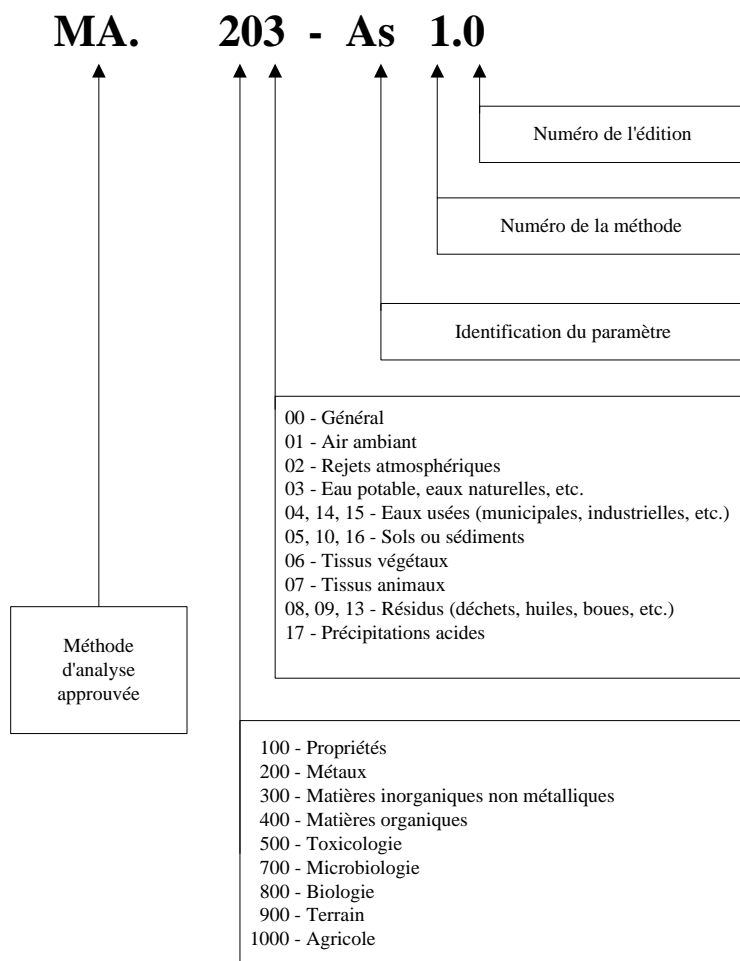 MA. 203 - As 1.0
Numéro de l'édition
Numéro de la méthode
Identification du paramètre
00 - Général
01 - Air ambiant
02 - Rejets atmosphériques
03 - Eau potable, eaux naturelles, etc.
04, 14, 15 - Eaux usées (municipales, industrielles, etc.)
05, 10, 16 - Sols ou sédiments
06 - Tissus végétaux
07 - Tissus animaux
08, 09, 13 - Résidus (déchets, huiles, boues, etc.)
17 - Précipitations acides
Méthode
d'analyse
approuvée
100 - Propriétés
200 - Métaux
300 - Matières inorganiques non métalliques
400 - Matières organiques
500 - Toxicologie
700 - Microbiologie
800 - Biologie
900 - Terrain
1000 - Agricole